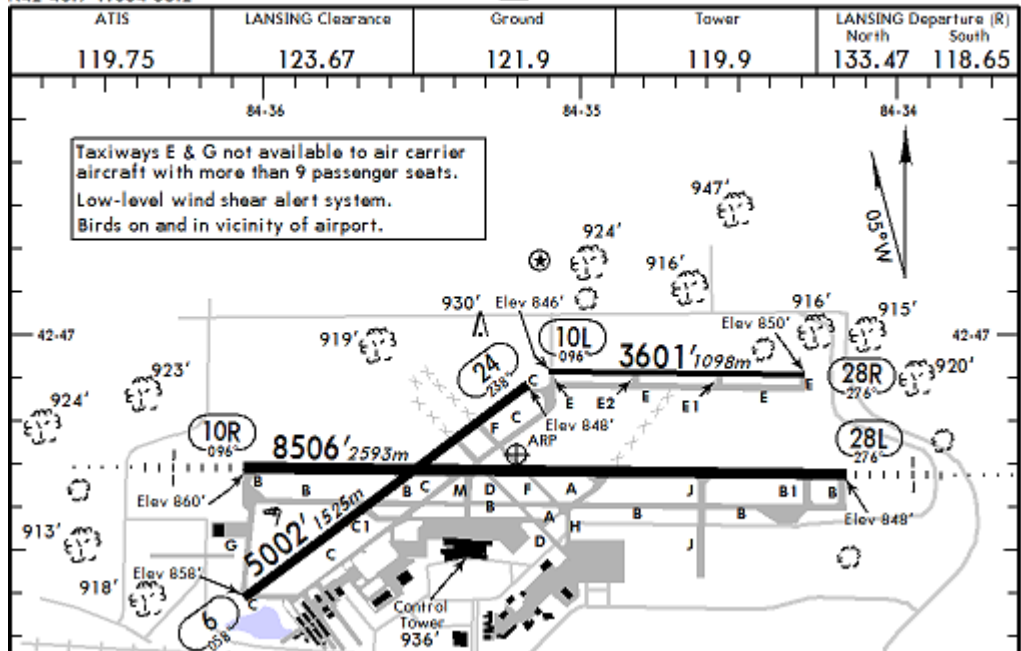 ATIS
119.75
LANSING Clearance
123.67
Ground
121.9
Tower
119.9
LANSING Departure (R)
North South
133.47 118.65
84-36 84-35 84-34
Taxiways E & G not available to air carrier
aircraft with more than 9 passenger seats.
Low-level wind shear alert system.
Birds on and in vicinity of airport.
05°W
947'
924'
916'
930'
Elev 846'
916'
915'
42-47
42-47
919'
Elev 850'
10L
096°
3601' 1098m
24
238°
C
28R
276°
920'
923'
924'
E E2 E E1 E E
F C
Elev 848'
ARP
10R
096°
8506' 2593m
28L
276°
Elev 860'
B B B C M D F A J B1 B
B
Elev 848'
5002' 1525m
C1
A H B B
G
C
D
J
913'
Elev 858'
918'
C
6
058
Control
Tower
936'